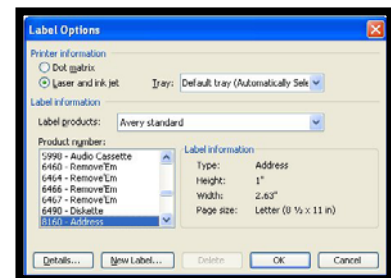 Label Options
Printer information
Dot matrix
Laser and ink jet Tray: Default tray (Automatically Sele
Label information
Label products: Avery standard
Product number:
5998 - Audio Cassette
6460 - Remove'Em
6464 - Remove'Em
6466 - Remove'Em
6467 - Remove'Em
6490 - Diskette
8160 - Address
Label information
Type: Address
Height: 1"
Width: 2.63"
Page size: Letter (8 ½ x 11 in)
Details... New Label... Delete OK Cancel